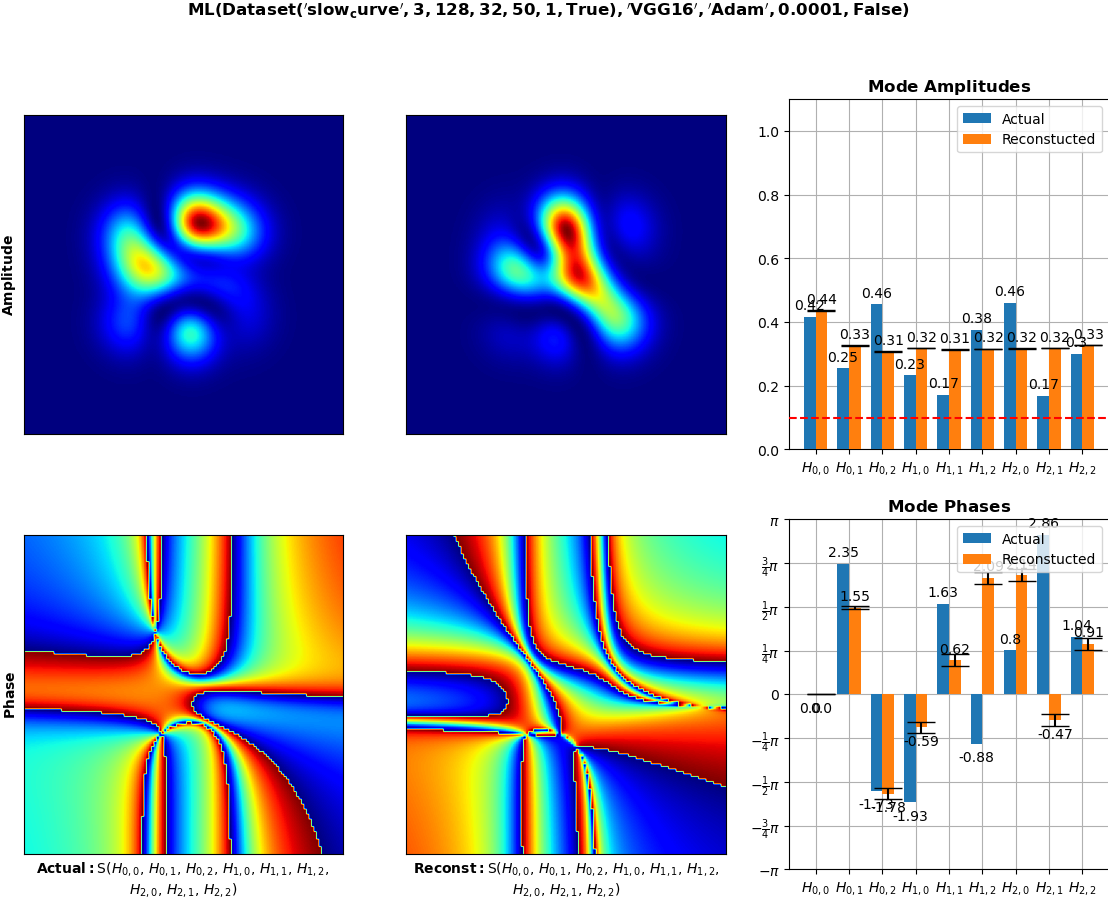 ML(Dataset('slow_curve', 3, 128, 32, 50, 1, True), 'VGG16', 'Adam', 0.0001, False)
Mode Amplitudes
Actual
Reconstucted
1.0
0.8
0.6
0.4
0.2
0.0
0.42 0.44 0.25 0.33 0.46 0.31 0.23 0.32 0.17 0.31 0.38 0.32 0.46 0.32 0.17 0.32 0.3 0.33
H0,0 H0,1 H0,2 H1,0 H1,1 H1,2 H2,0 H2,1 H2,2
Amplitude
Mode Phases
Actual
Reconstucted
π
3/4π
1/2π
1/4π
0
−1/4π
−1/2π
−3/4π
−π
0.0 0.0 2.35 1.55 -1.73 -1.78 -1.93 -0.59 1.63 0.62 -0.88 2.09 0.8 2.86 -0.47 1.04 0.91
H0,0 H0,1 H0,2 H1,0 H1,1 H1,2 H2,0 H2,1 H2,2
Phase
Actual: S(H0,0, H0,1, H0,2, H1,0, H1,1, H1,2,
H2,0, H2,1, H2,2)
Reconst: S(H0,0, H0,1, H0,2, H1,0, H1,1, H1,2,
H2,0, H2,1, H2,2)